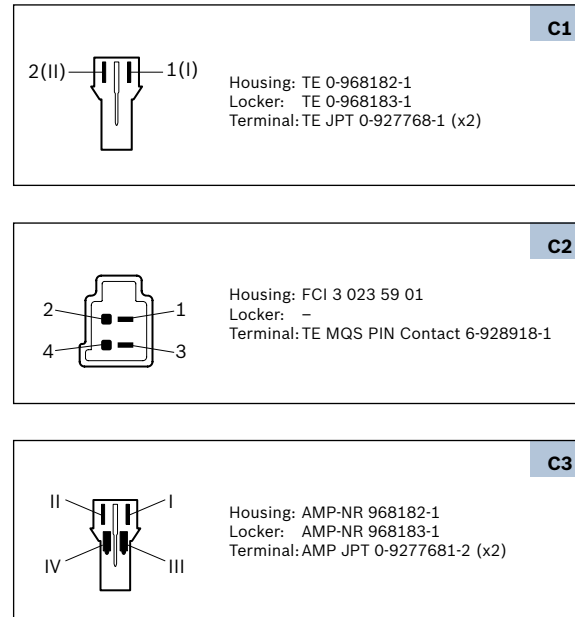 C1
2(II)
1(I)
Housing: TE 0-968182-1
Locker: TE 0-968183-1
Terminal: TE JPT 0-927768-1 (x2)
C2
2
1
4
3
Housing: FCI 3 023 59 01
Locker: –
Terminal: TE MQS PIN Contact 6-928918-1
C3
II
I
IV
III
Housing: AMP-NR 968182-1
Locker: AMP-NR 968183-1
Terminal: AMP JPT 0-9277681-2 (x2)